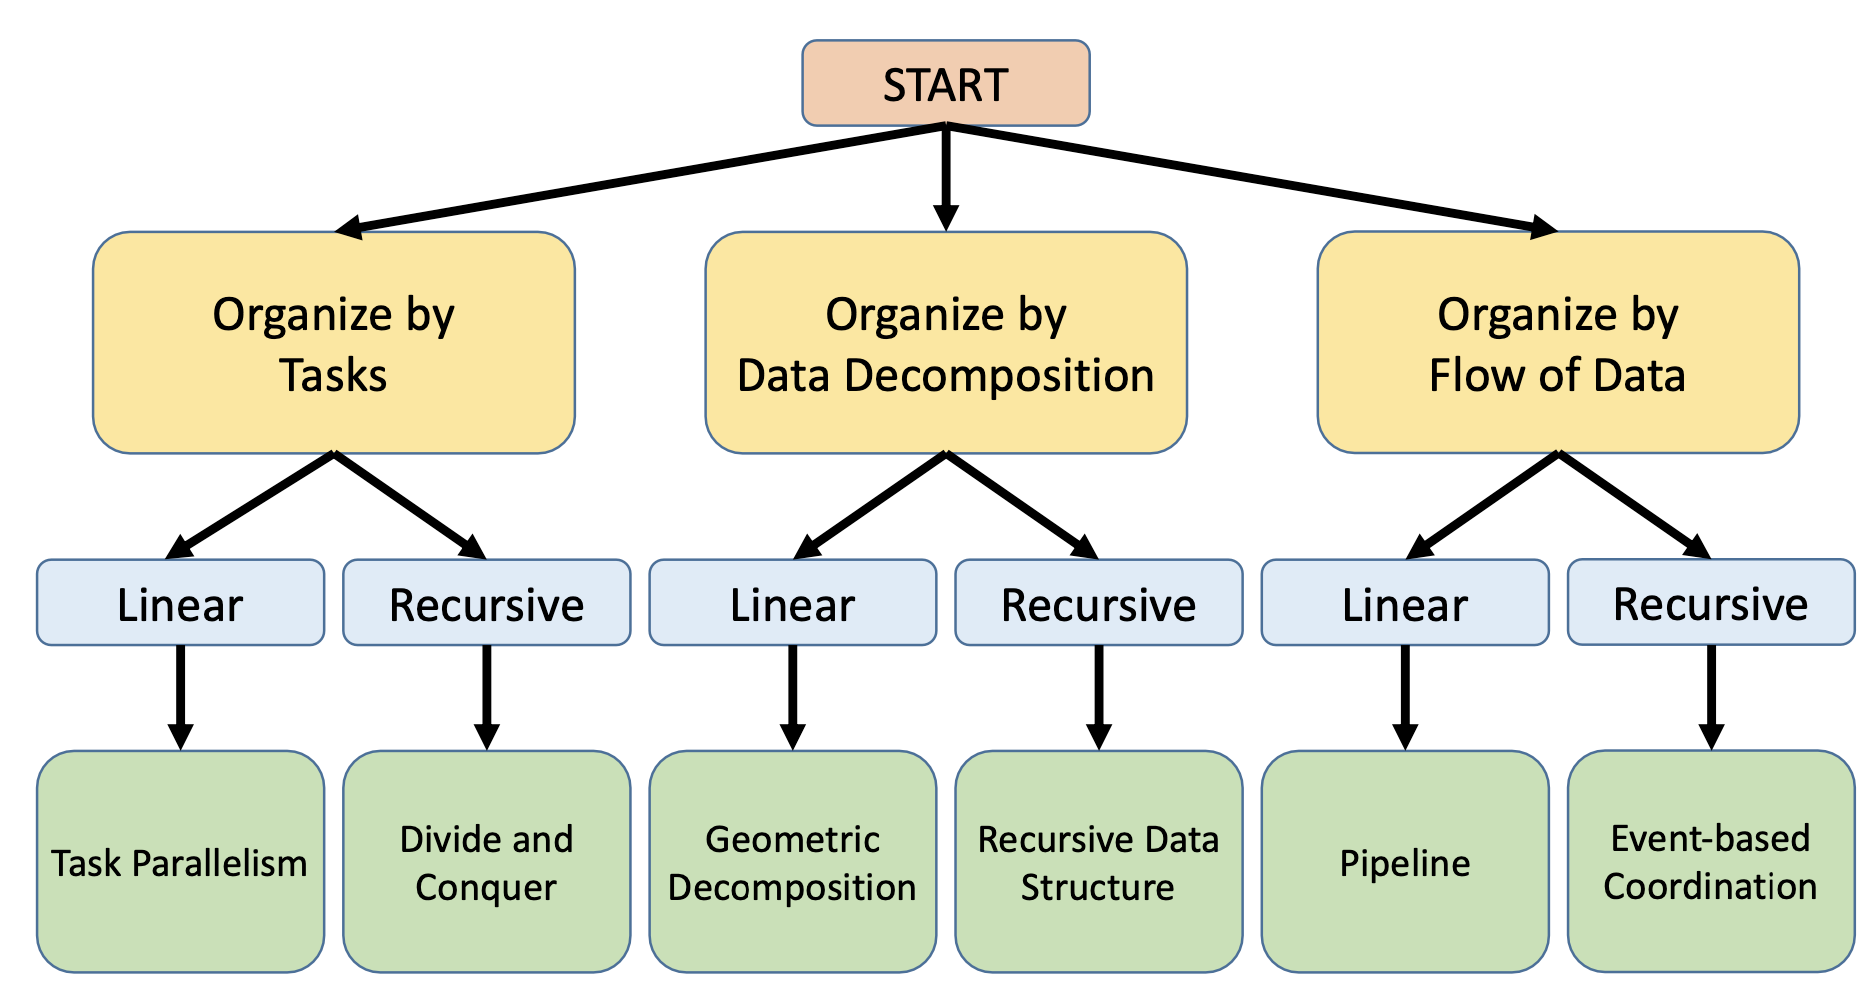 START
Organize by
Tasks
Organize by
Data Decomposition
Organize by
Flow of Data
Linear
Recursive
Linear
Recursive
Linear
Recursive
Task Parallelism
Divide and
Conquer
Geometric
Decomposition
Recursive Data
Structure
Pipeline
Event-based
Coordination